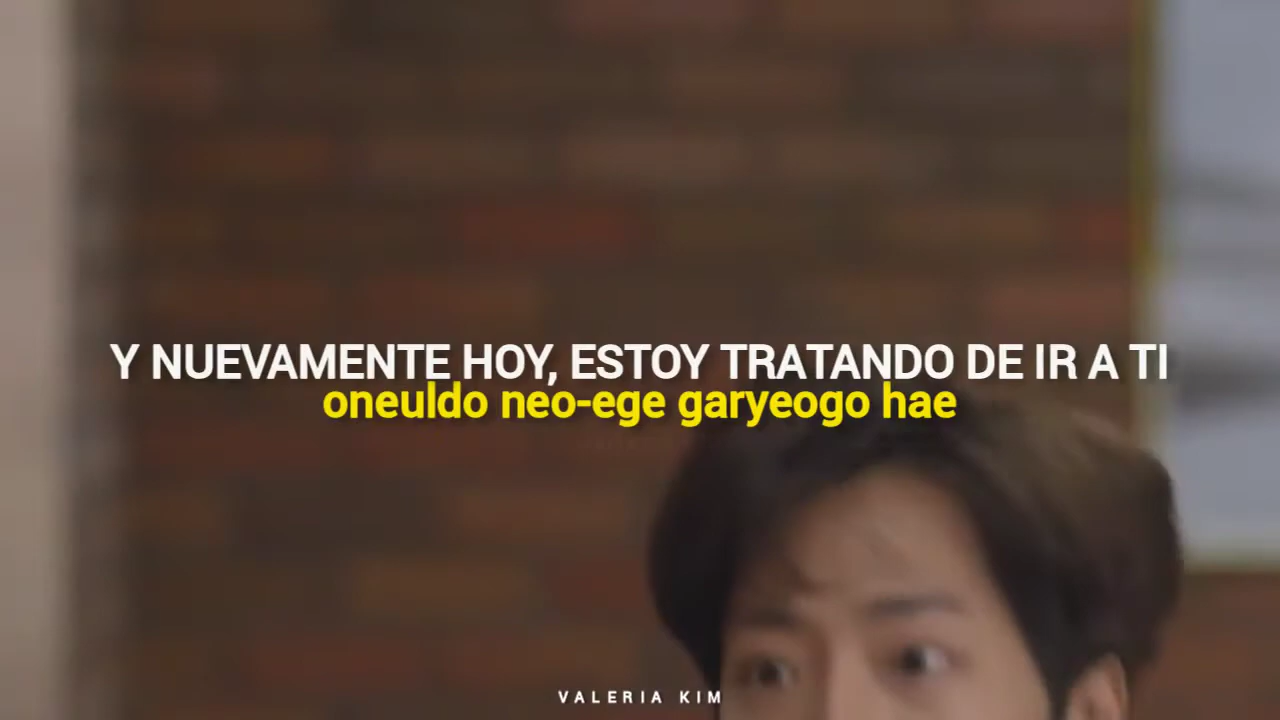 Y NUEVAMENTE HOY, ESTOY TRATANDO DE IR A TI
oneuldo neo-ege garyeogo hae
VALERIA KIM